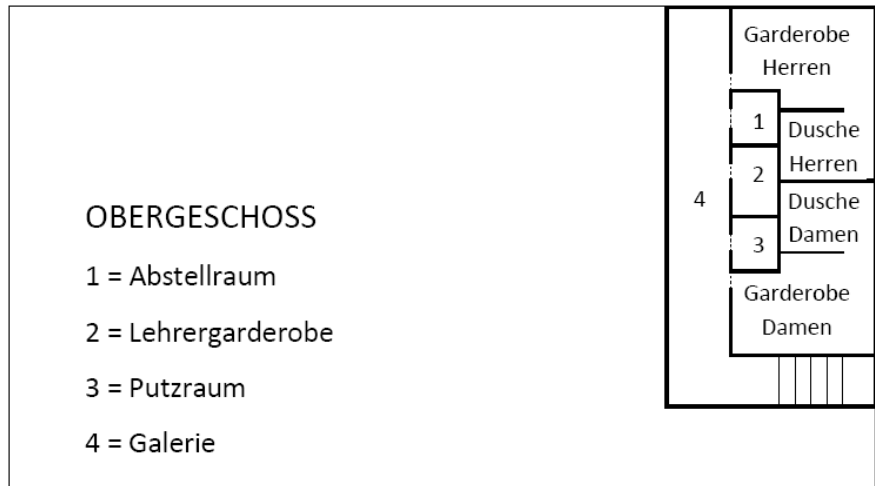 OBERGESCHOSS
1 = Abstellraum
2 = Lehrergarderobe
3 = Putzraum
4 = Galerie
Garderobe
Herren
1
Dusche
Herren
2
4
Dusche
Damen
3
Garderobe
Damen